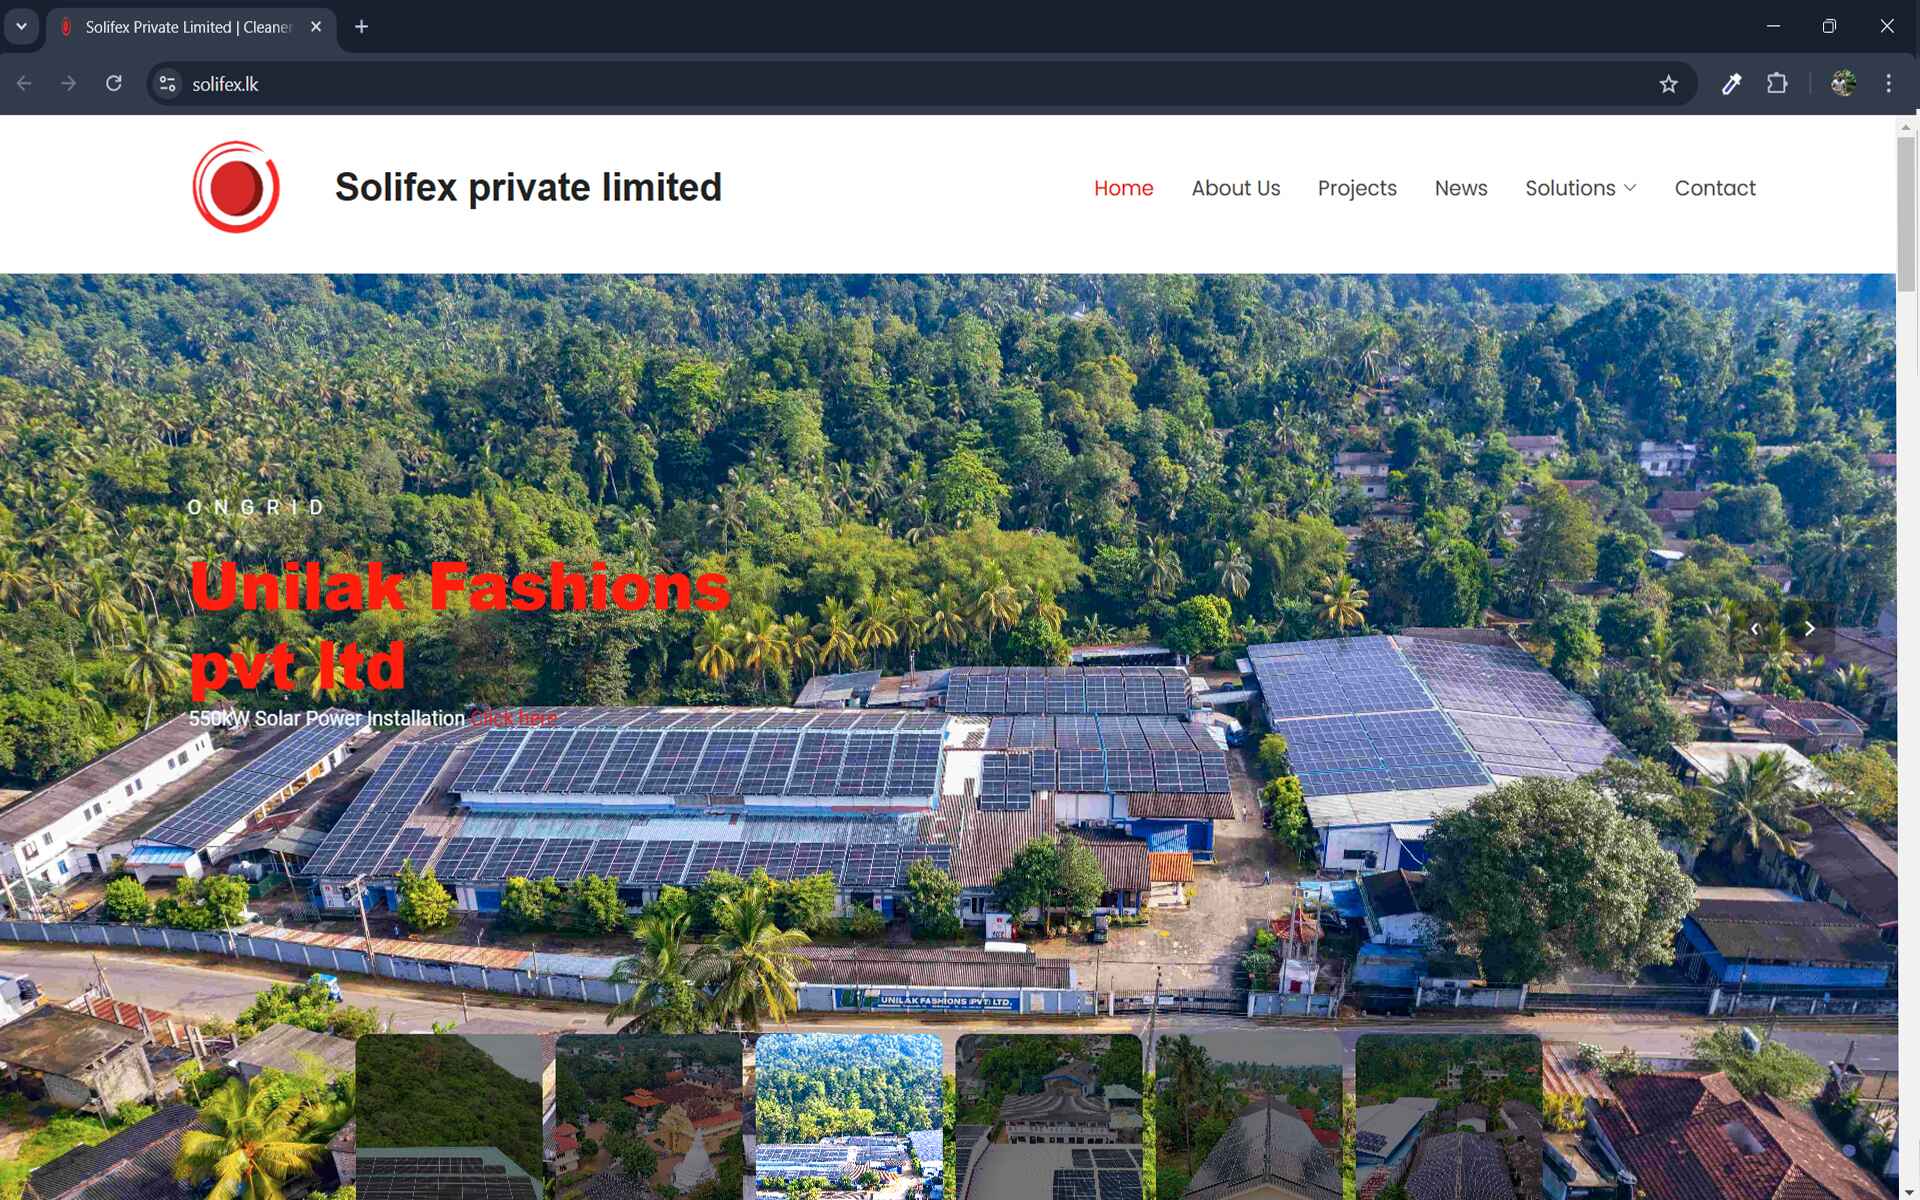 Solifex Private Limited | Cleaner
solifex.lk
Solifex private limited
Home
About Us
Projects
News
Solutions
Contact
ONGRID
Unilak Fashions
pvt ltd
550kW Solar Power Installation Click here
UNILAK FASHIONS (PVT) LTD.